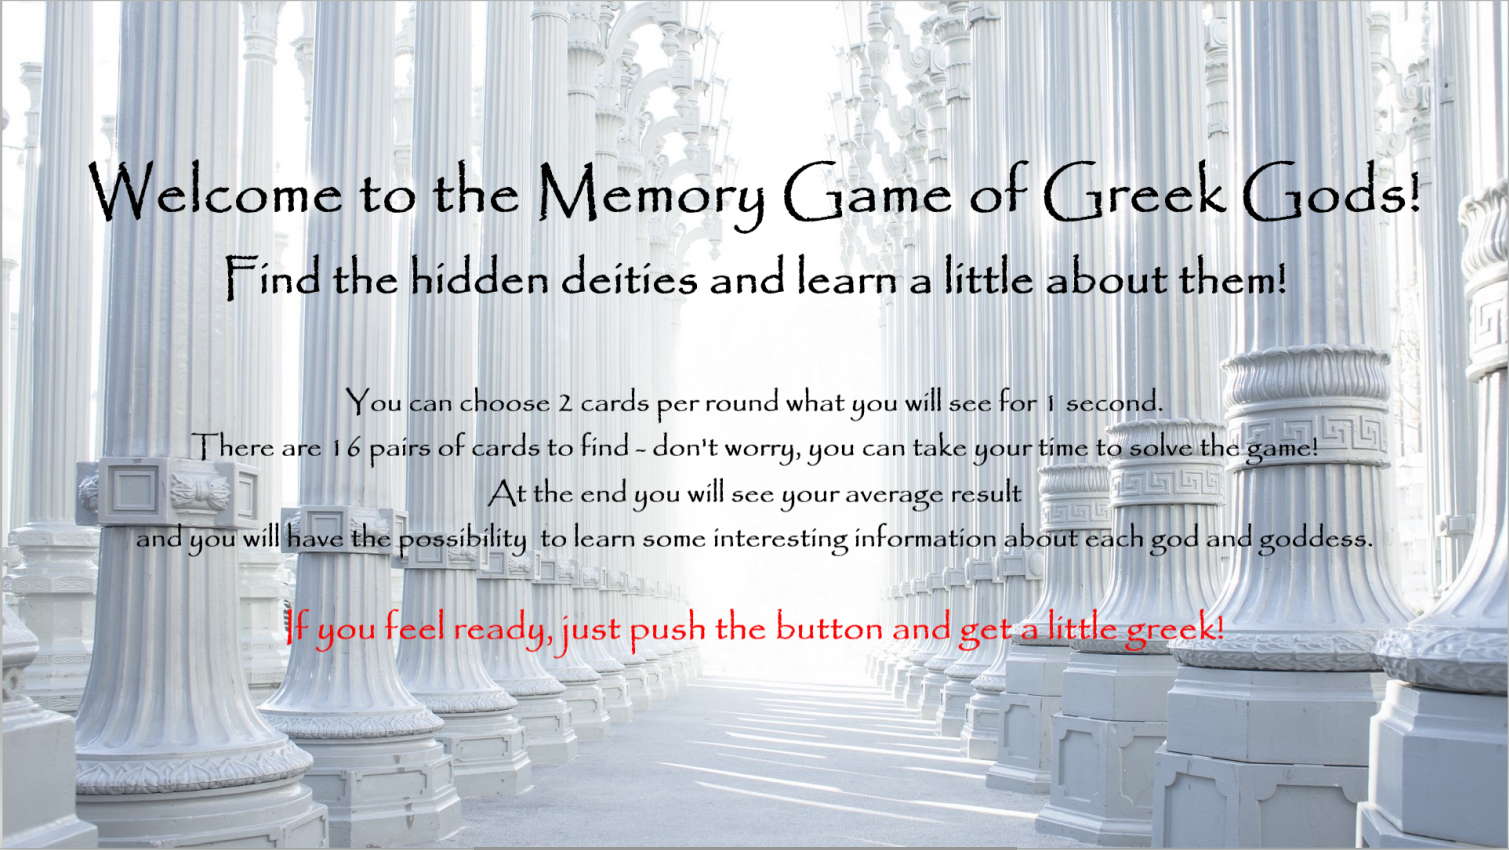 Welcome to the Memory Game of Greek Gods!
Find the hidden deities and learn a little about them!
You can choose 2 cards per round what you will see for 1 second.
There are 16 pairs of cards to find - don't worry, you can take your time to solve the game!
At the end you will see your average result
and you will have the possibility  to learn some interesting information about each god and goddess.
If you feel ready, just push the button and get a little greek!